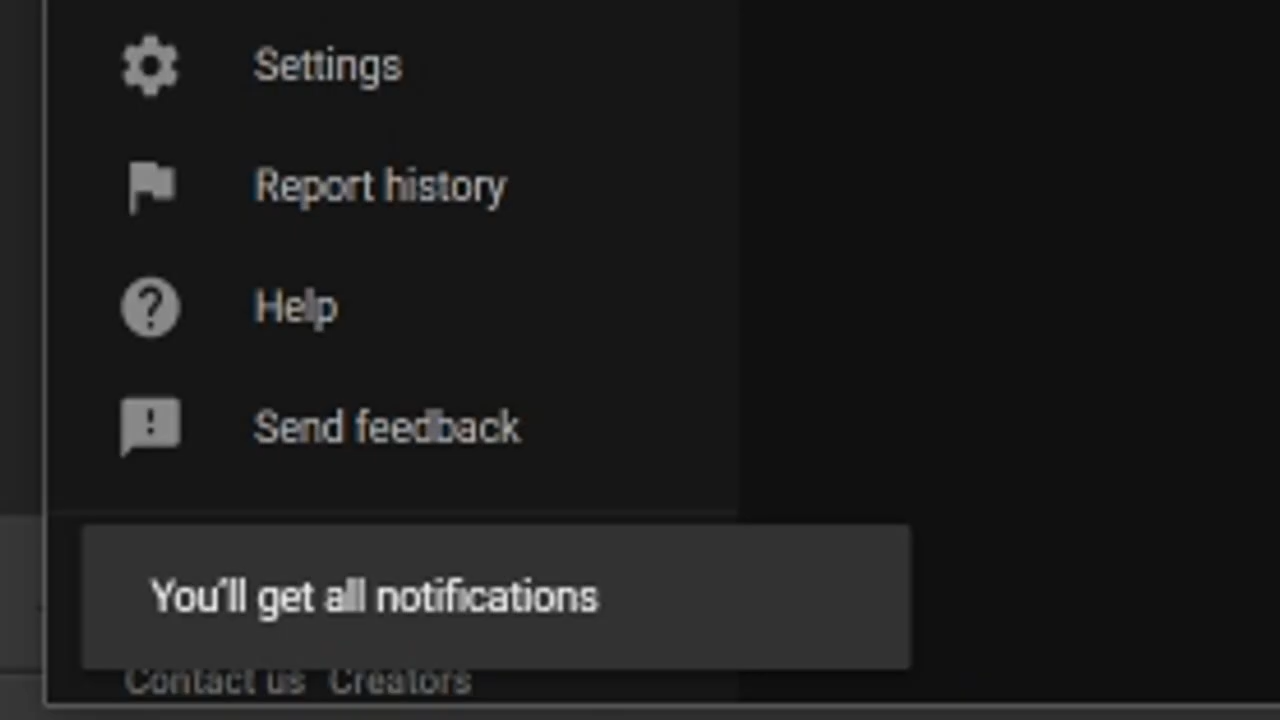 Settings
Report history
Help
Send feedback
You'll get all notifications
Contact us Creators